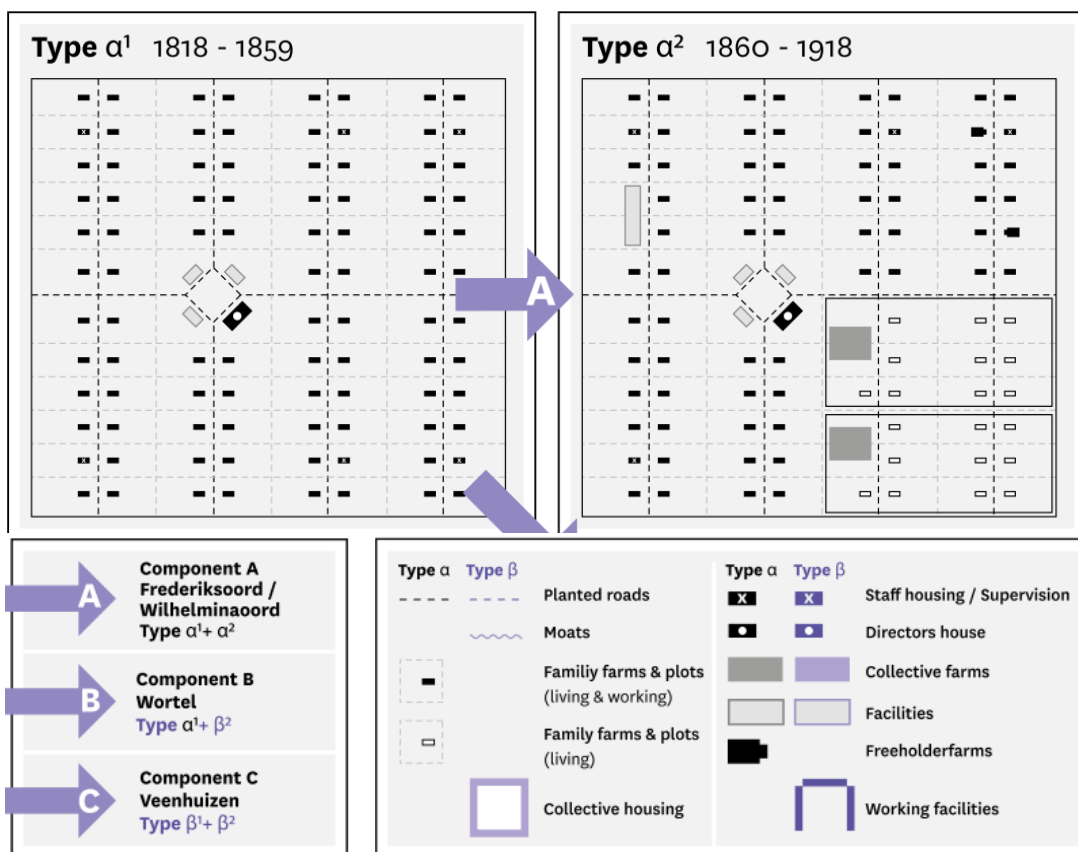 Type α¹ 1818 - 1859
Type α² 1860 - 1918
A
A
Component A
Frederiksoord /
Wilhelminaoord
Type α¹+ α²
B
Component B
Wortel
Type α¹+ β²
C
Component C
Veenhuizen
Type β¹+ β²
Type α Type β
Planted roads
Moats
Familiy farms & plots
(living & working)
Family farms & plots
(living)
Collective housing
Type α Type β
X X Staff housing / Supervision
Directors house
Collective farms
Facilities
Freeholderfarms
Working facilities